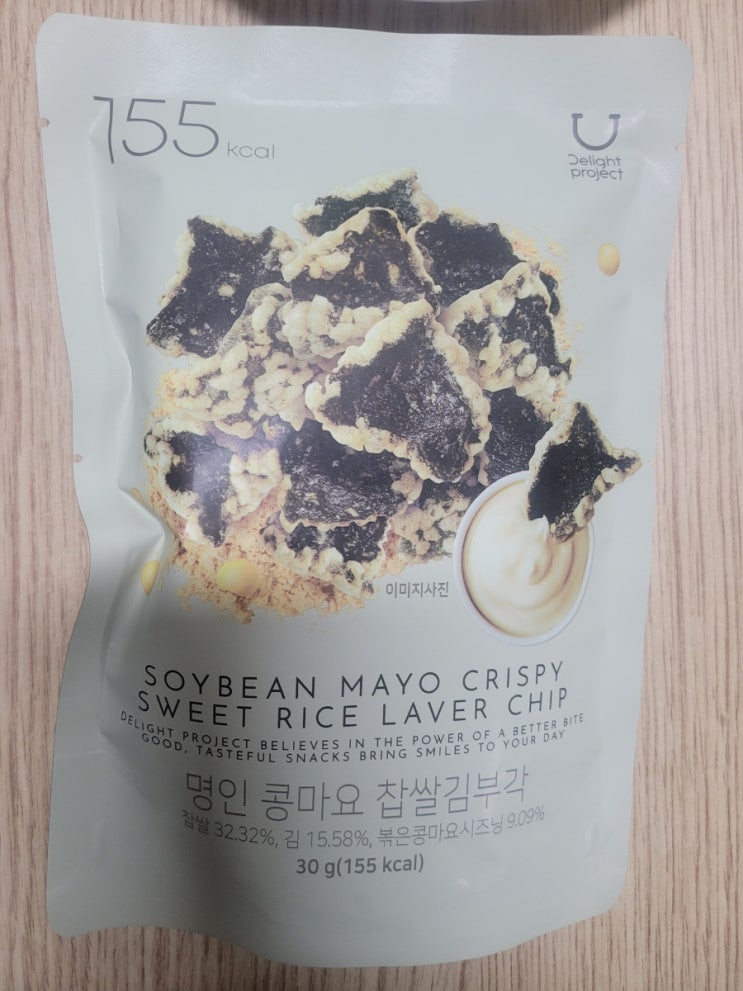 155 kcal
Delight
project
이미지사진
SOYBEAN MAYO CRISPY
SWEET RICE LAVER CHIP
DELIGHT PROJECT BELIEVES IN THE POWER OF A BETTER BITE
GOOD, TASTEFUL SNACKS BRING SMILES TO YOUR DAY
명인 콩마요 찹쌀김부각
찹쌀 32.32%, 김 15.58%, 볶은콩마요시즈닝 9.09%
30 g(155 kcal)